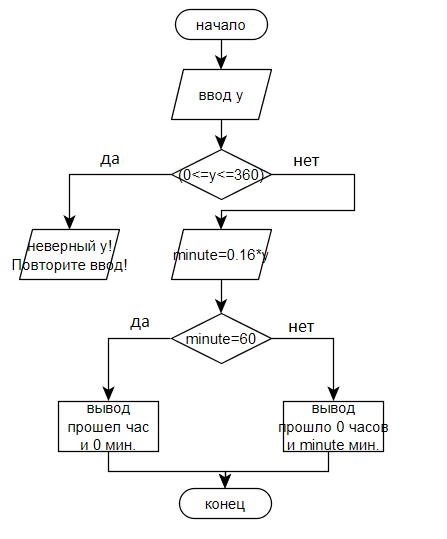 начало
ввод y
да
нет
(0<=y<=360)
неверный y!
Повторите ввод!
minute=0.16*y
да
нет
minute=60
вывод
прошел час
и 0 мин.
вывод
прошло 0 часов
и minute мин.
конец